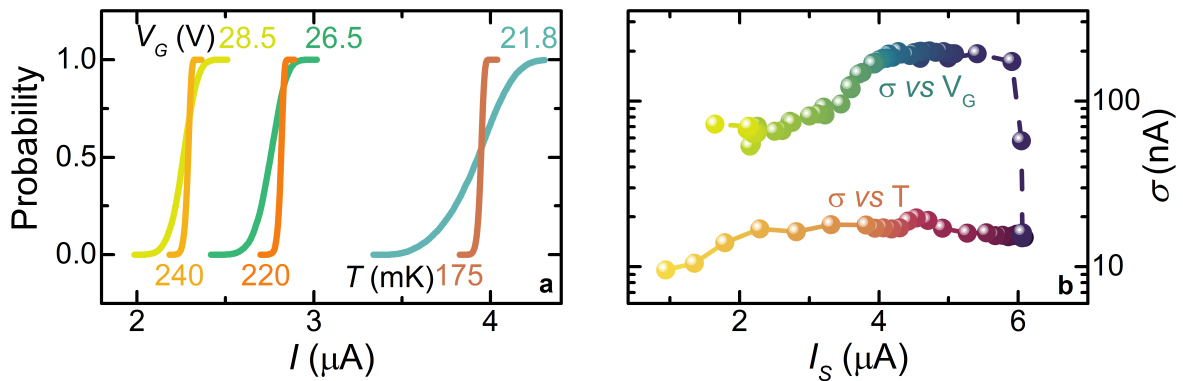 V_G (V) 28.5 26.5 21.8
1.0
0.5
0.0
Probability
240 220 T (mK) 175 a
2 3 4
I (μA)
σ vs V_G
σ vs T
100
10
σ (nA)
b
2 4 6
I_S (μA)